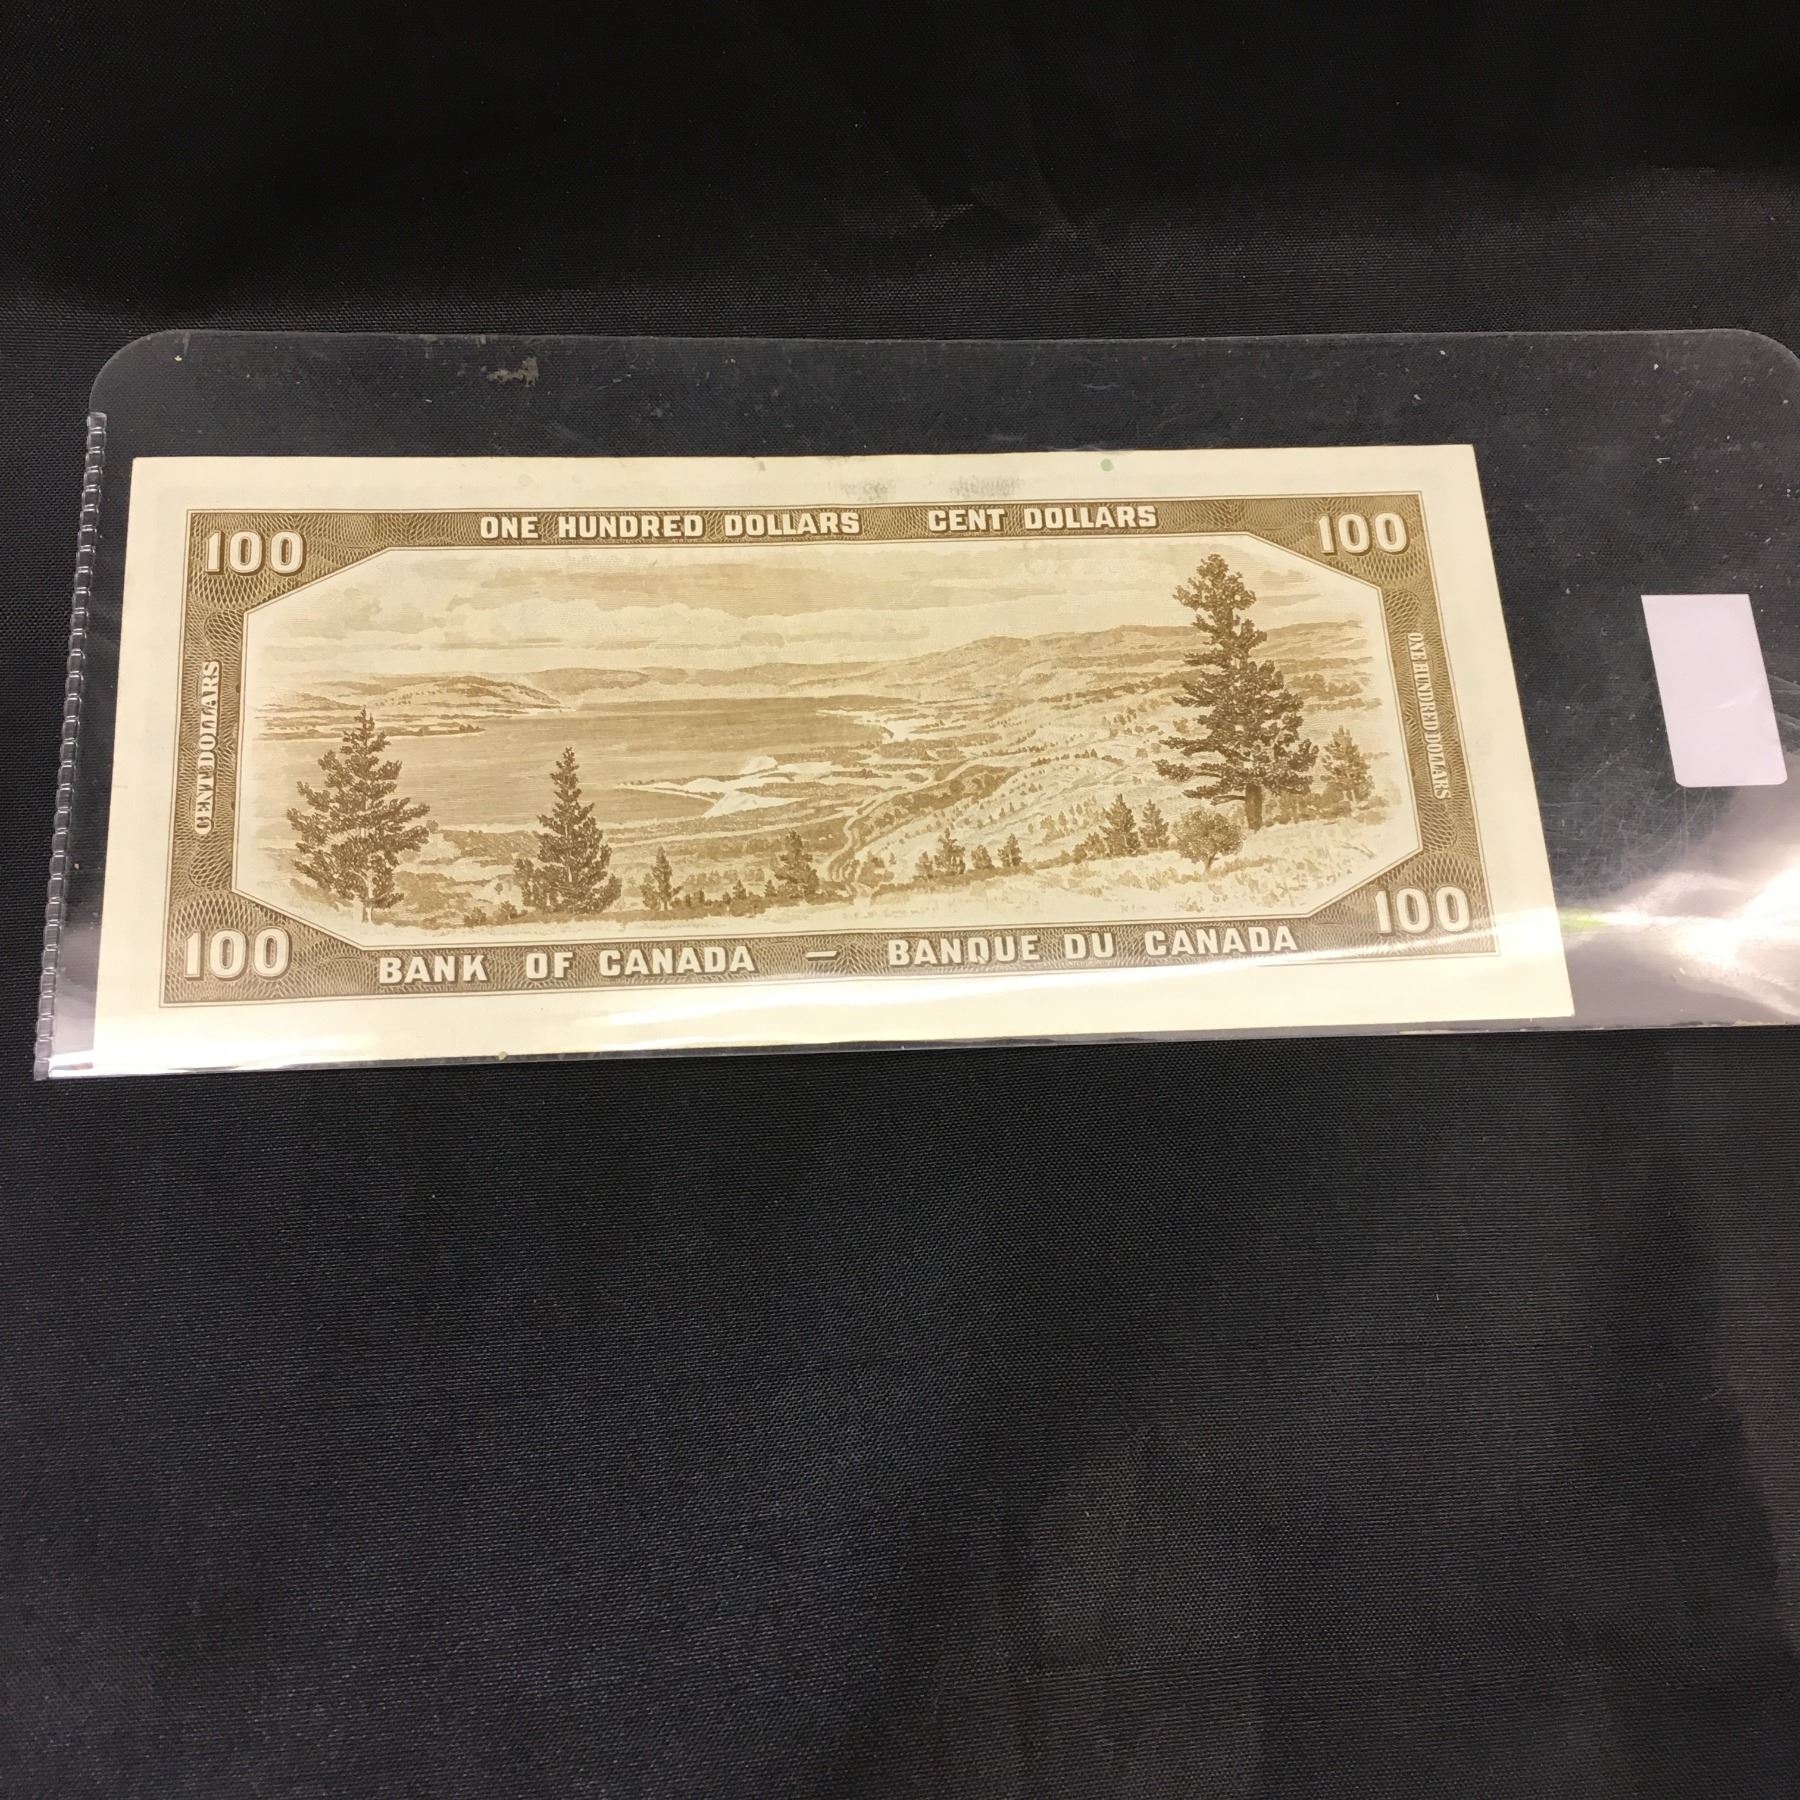 ONE HUNDRED DOLLARS CENT DOLLARS
100
100
CENT DOLLARS
ONE HUNDRED DOLLARS
100
100
BANK OF CANADA — BANQUE DU CANADA